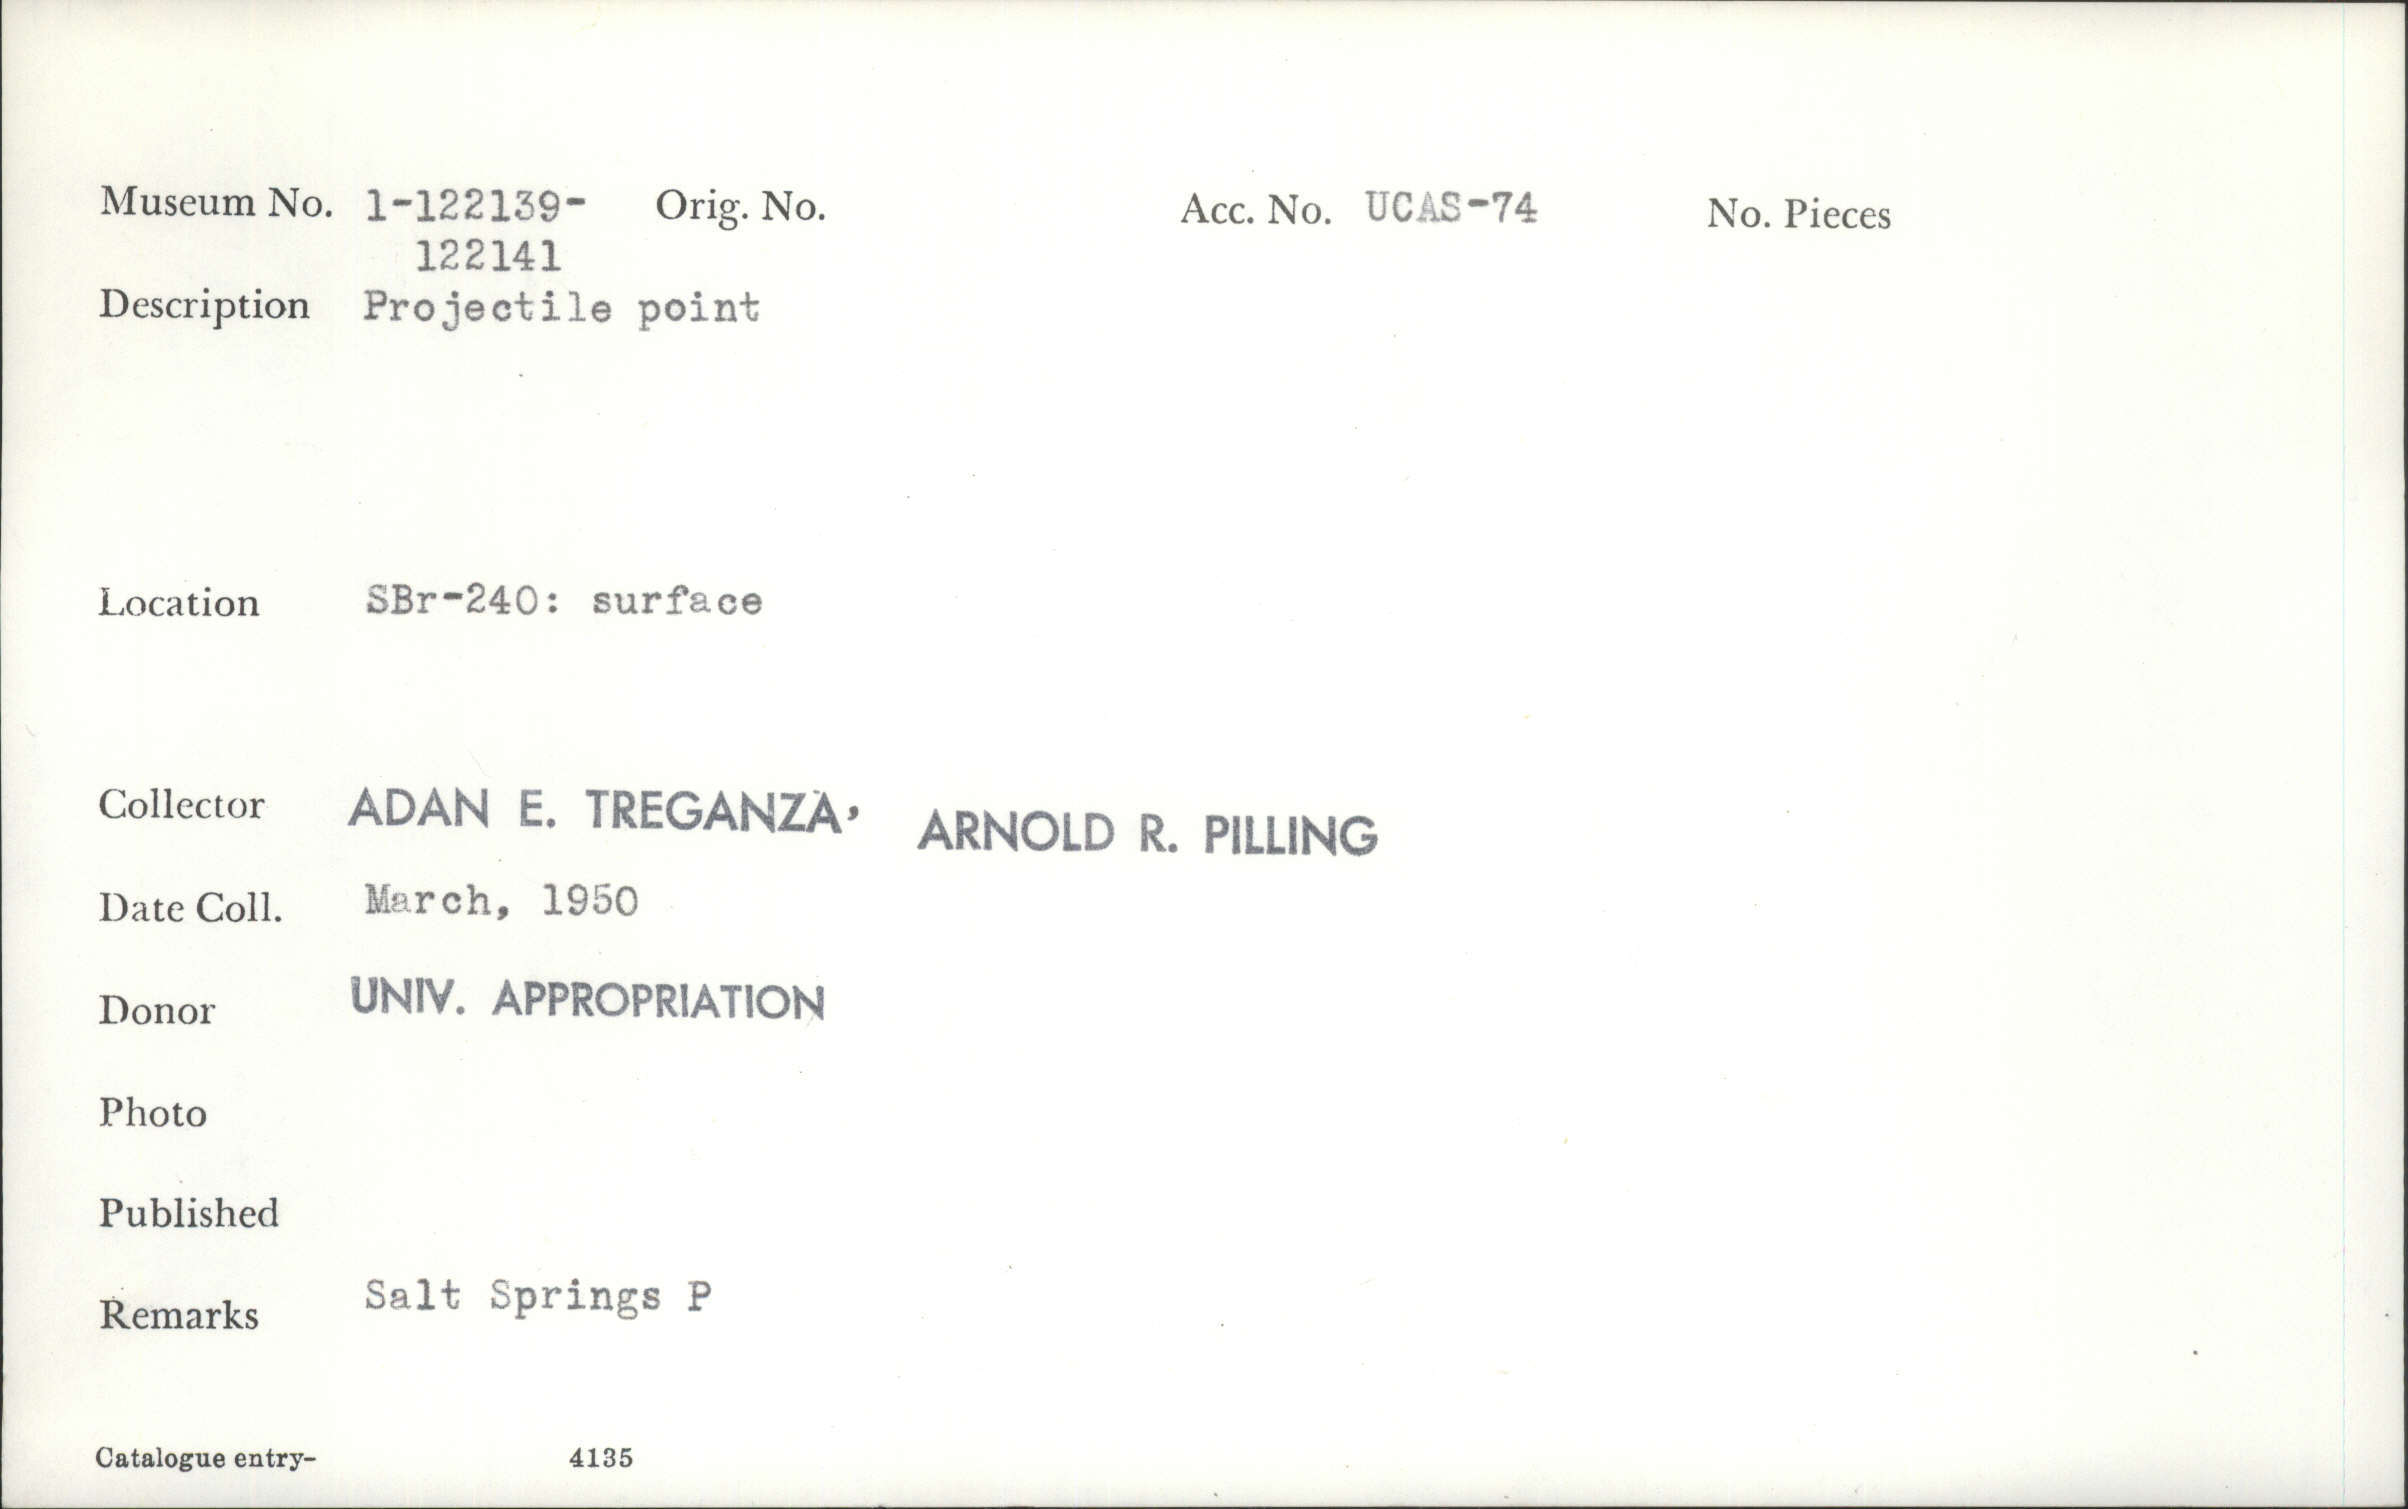 Museum No. 1-122139- Orig. No. Acc. No. UCAS-74 No. Pieces
122141
Description Projectile point
Location SBr-240: surface
Collector ADAN E. TREGANZA, ARNOLD R. PILLING
Date Coll. March, 1950
Donor UNIV. APPROPRIATION
Photo
Published
Remarks Salt Springs P
Catalogue entry- 4135